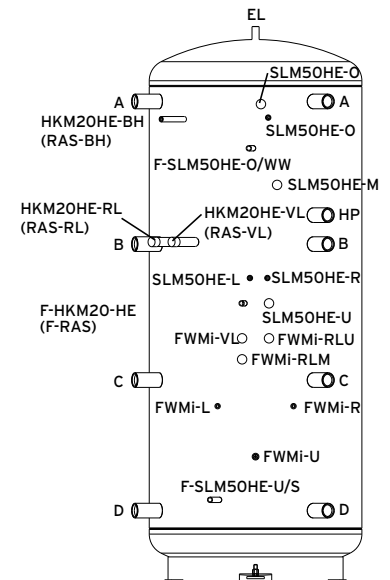 EL
SLM50HE-O
A
A
HKM20HE-BH
(RAS-BH)
SLM50HE-O
F-SLM50HE-O/WW
SLM50HE-M
HKM20HE-RL
(RAS-RL)
HKM20HE-VL
(RAS-VL)
HP
B
B
SLM50HE-L
SLM50HE-R
F-HKM20-HE
(F-RAS)
SLM50HE-U
FWMi-VL
FWMi-RLU
FWMi-RLM
C
C
FWMi-L
FWMi-R
FWMi-U
F-SLM50HE-U/S
D
D